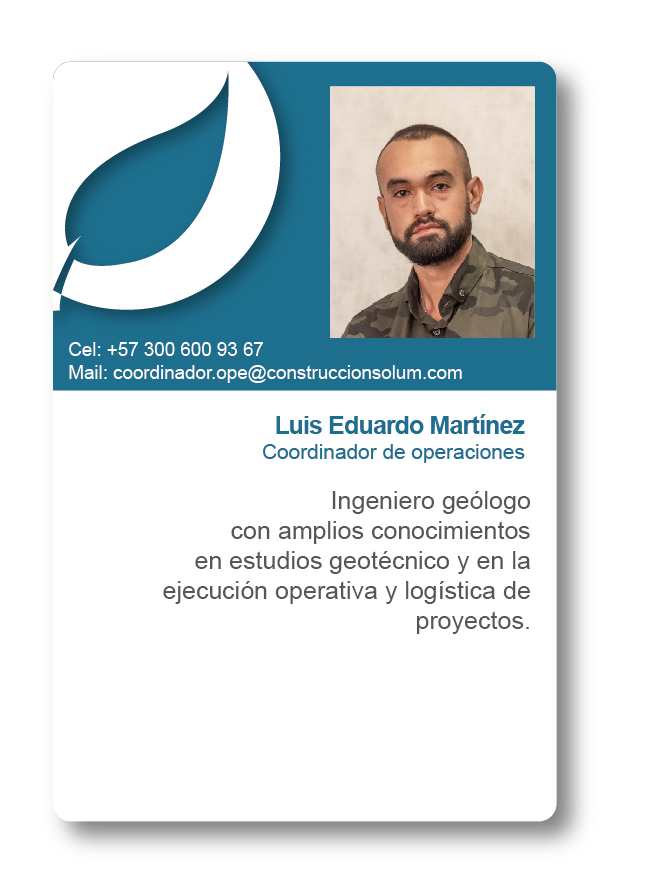 Cel: +57 300 600 93 67
Mail: coordinador.ope@construccionsolum.com
Luis Eduardo Martínez
Coordinador de operaciones
Ingeniero geólogo
con amplios conocimientos
en estudios geotécnico y en la
ejecución operativa y logística de
proyectos.